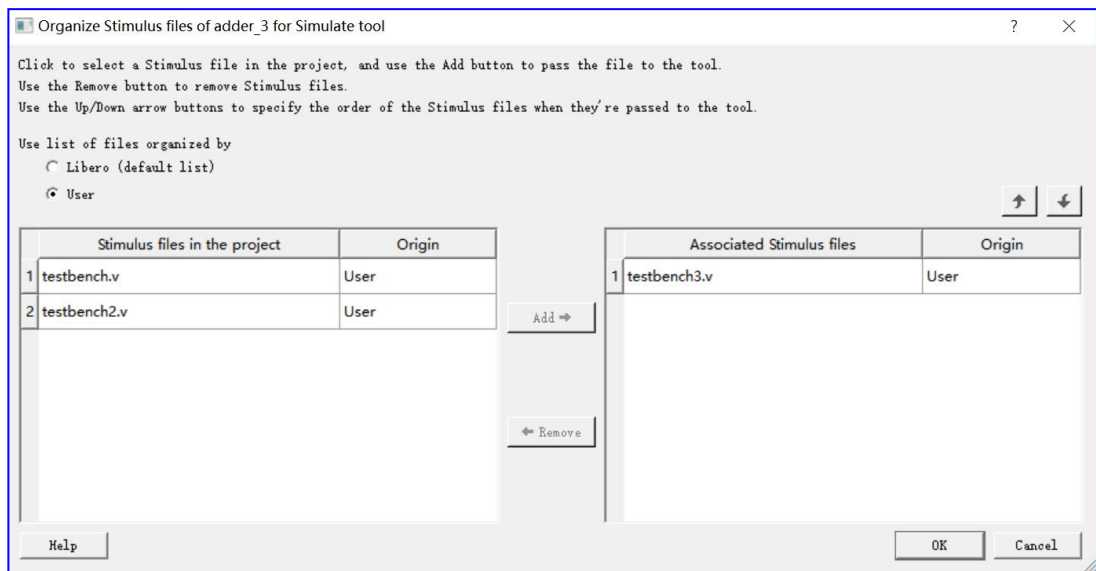 Organize Stimulus files of adder_3 for Simulate tool
Click to select a Stimulus file in the project, and use the Add button to pass the file to the tool.
Use the Remove button to remove Stimulus files.
Use the Up/Down arrow buttons to specify the order of the Stimulus files when they're passed to the tool.
Use list of files organized by
Libero (default list)
User
Stimulus files in the project Origin
1 testbench.v User
2 testbench2.v User
Add
Remove
Associated Stimulus files Origin
1 testbench3.v User
Help OK Cancel